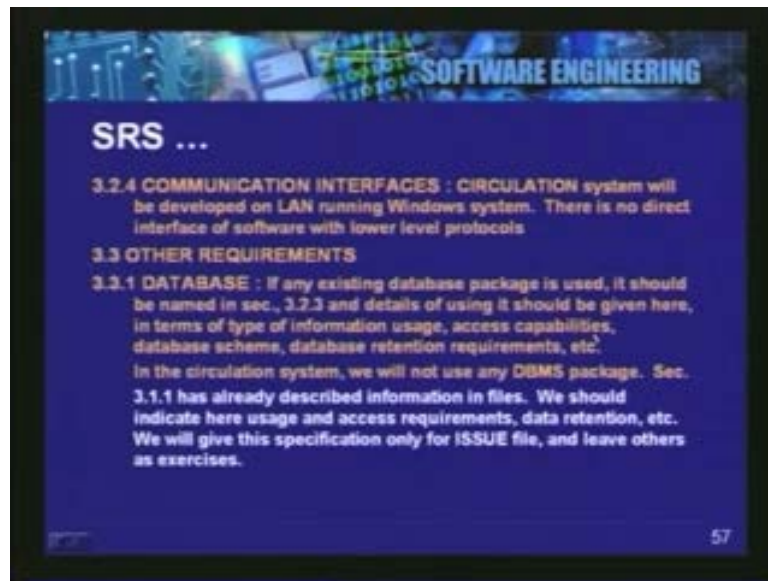 SOFTWARE ENGINEERING
SRS ...
3.2.4 COMMUNICATION INTERFACES : CIRCULATION system will
be developed on LAN running Windows system. There is no direct
interface of software with lower level protocols
3.3 OTHER REQUIREMENTS
3.3.1 DATABASE : If any existing database package is used, it should
be named in sec., 3.2.3 and details of using it should be given here,
in terms of type of information usage, access capabilities,
database scheme, database retention requirements, etc.
In the circulation system, we will not use any DBMS package. Sec.
3.1.1 has already described information in files. We should
indicate here usage and access requirements, data retention, etc.
We will give this specification only for ISSUE file, and leave others
as exercises.
57